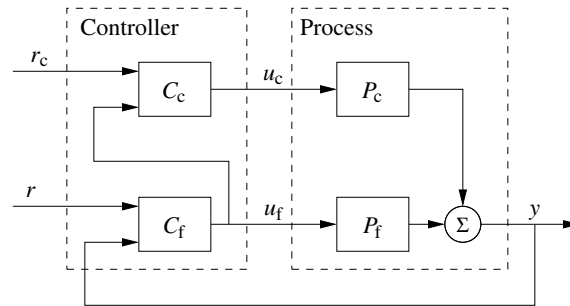 Controller
Process
r_c
C_c
u_c
P_c
r
C_f
u_f
P_f
Σ
y